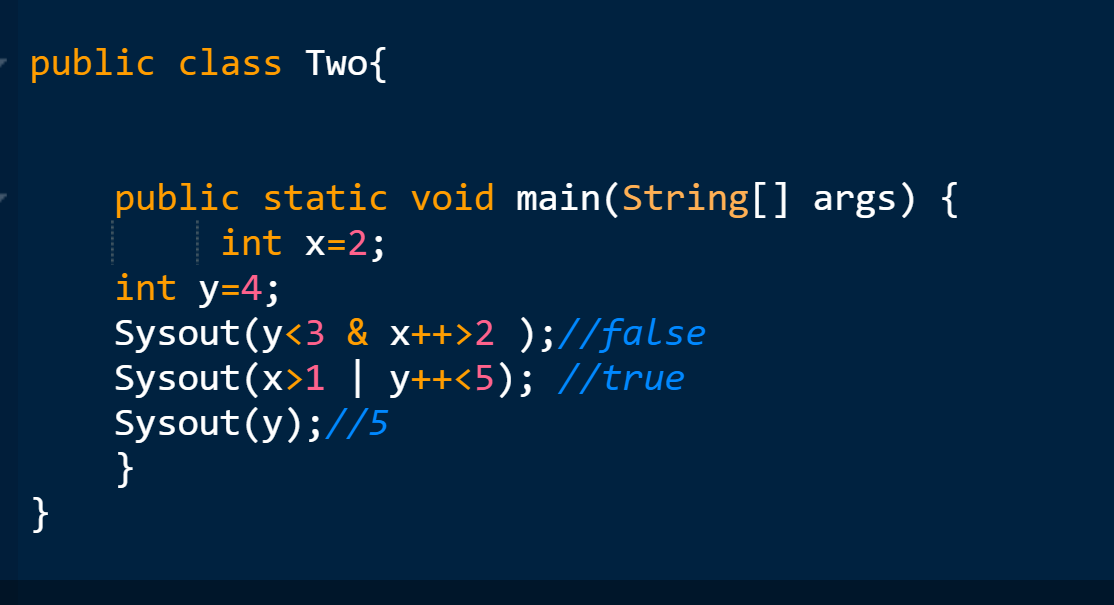 public class Two{
public static void main(String[] args) {
int x=2;
int y=4;
Sysout(y<3 & x++>2 );//false
Sysout(x>1 | y++<5); //true
Sysout(y);//5
}
}